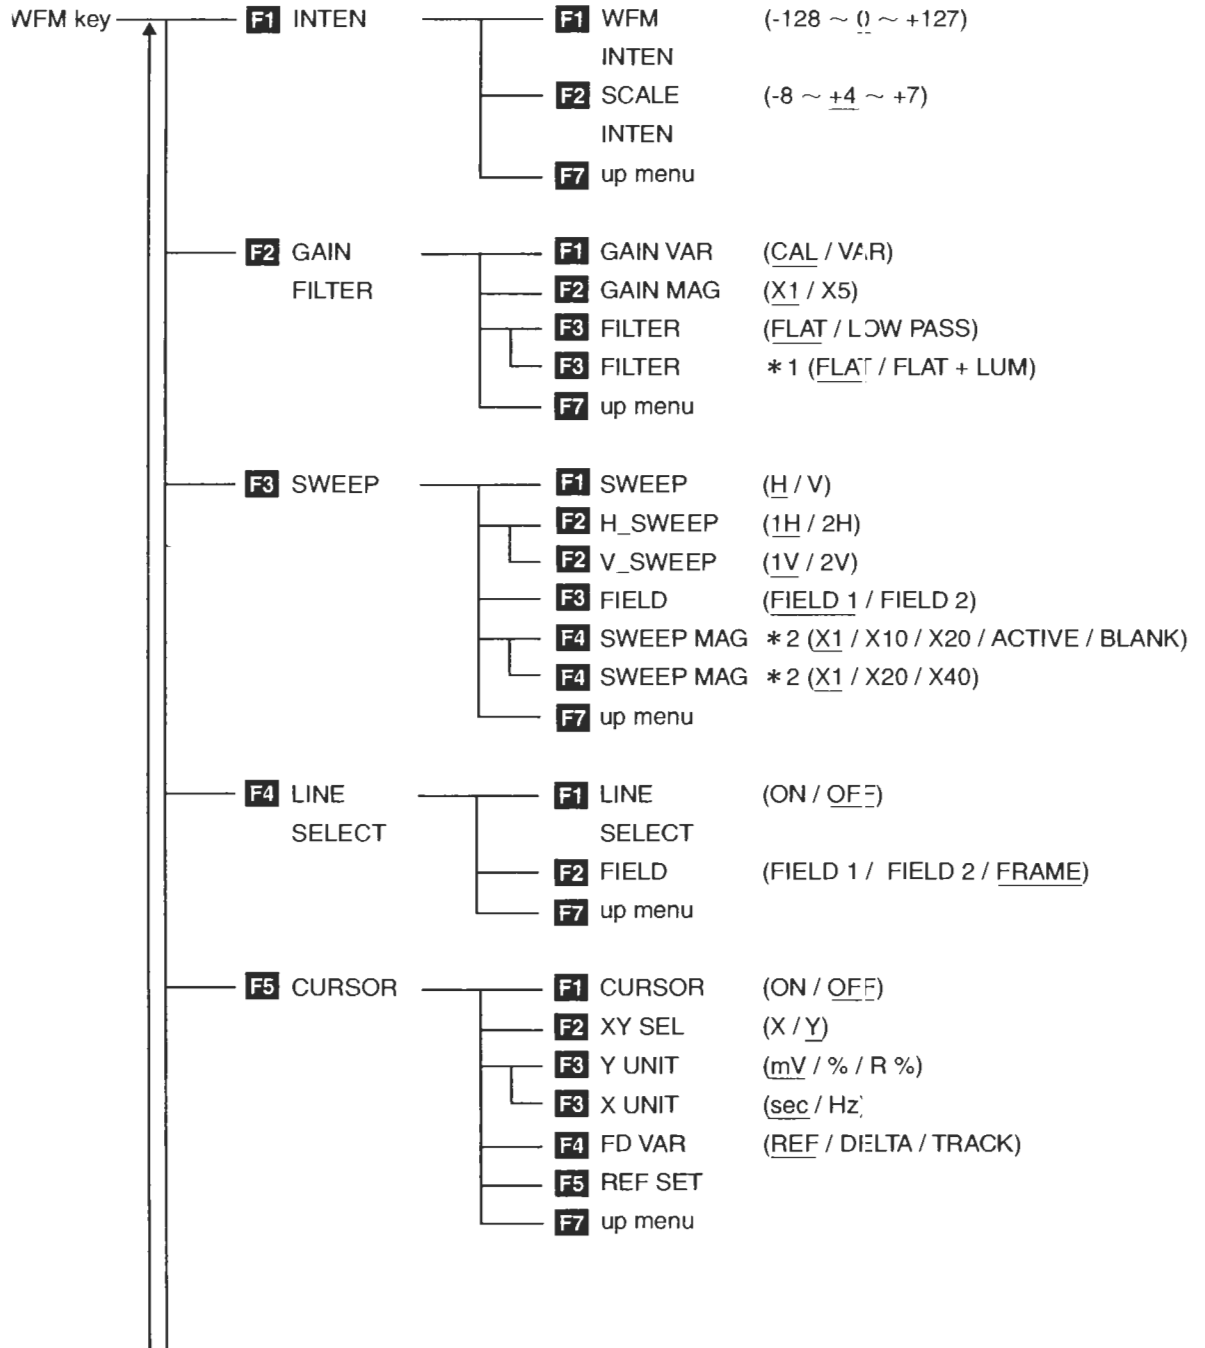 WFM key F1 INTEN F1 WFM (-128 ~ 0 ~ +127)
INTEN
F2 SCALE (-8 ~ +4 ~ +7)
INTEN
F7 up menu
F2 GAIN F1 GAIN VAR (CAL / VAR)
FILTER F2 GAIN MAG (X1 / X5)
F3 FILTER (FLAT / LOW PASS)
F3 FILTER *1 (FLAT / FLAT + LUM)
F7 up menu
F3 SWEEP F1 SWEEP (H / V)
F2 H_SWEEP (1H / 2H)
F2 V_SWEEP (1V / 2V)
F3 FIELD (FIELD 1 / FIELD 2)
F4 SWEEP MAG *2 (X1 / X10 / X20 / ACTIVE / BLANK)
F4 SWEEP MAG *2 (X1 / X20 / X40)
F7 up menu
F4 LINE F1 LINE (ON / OFF)
SELECT SELECT
F2 FIELD (FIELD 1 / FIELD 2 / FRAME)
F7 up menu
F5 CURSOR F1 CURSOR (ON / OFF)
F2 XY SEL (X / Y)
F3 Y UNIT (mV / % / R %)
F3 X UNIT (sec / Hz)
F4 FD VAR (REF / DELTA / TRACK)
F5 REF SET
F7 up menu